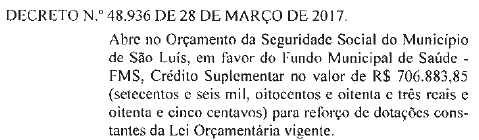 DECRETO N.º 48.936 DE 28 DE MARÇO DE 2017.
Abre no Orçamento da Seguridade Social do Município
de São Luís, em favor do Fundo Municipal de Saúde -
FMS, Crédito Suplementar no valor de R$ 706.883,85
(setecentos e seis mil, oitocentos e oitenta e três reais e
oitenta e cinco centavos) para reforço de dotações cons-
tantes da Lei Orçamentária vigente.